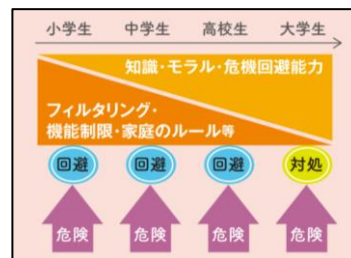 小学生 中学生 高校生 大学生
知識・モラル・危機回避能力
フィルタリング・
機能制限・家庭のルール等
回避 回避 回避 対処
危険 危険 危険 危険